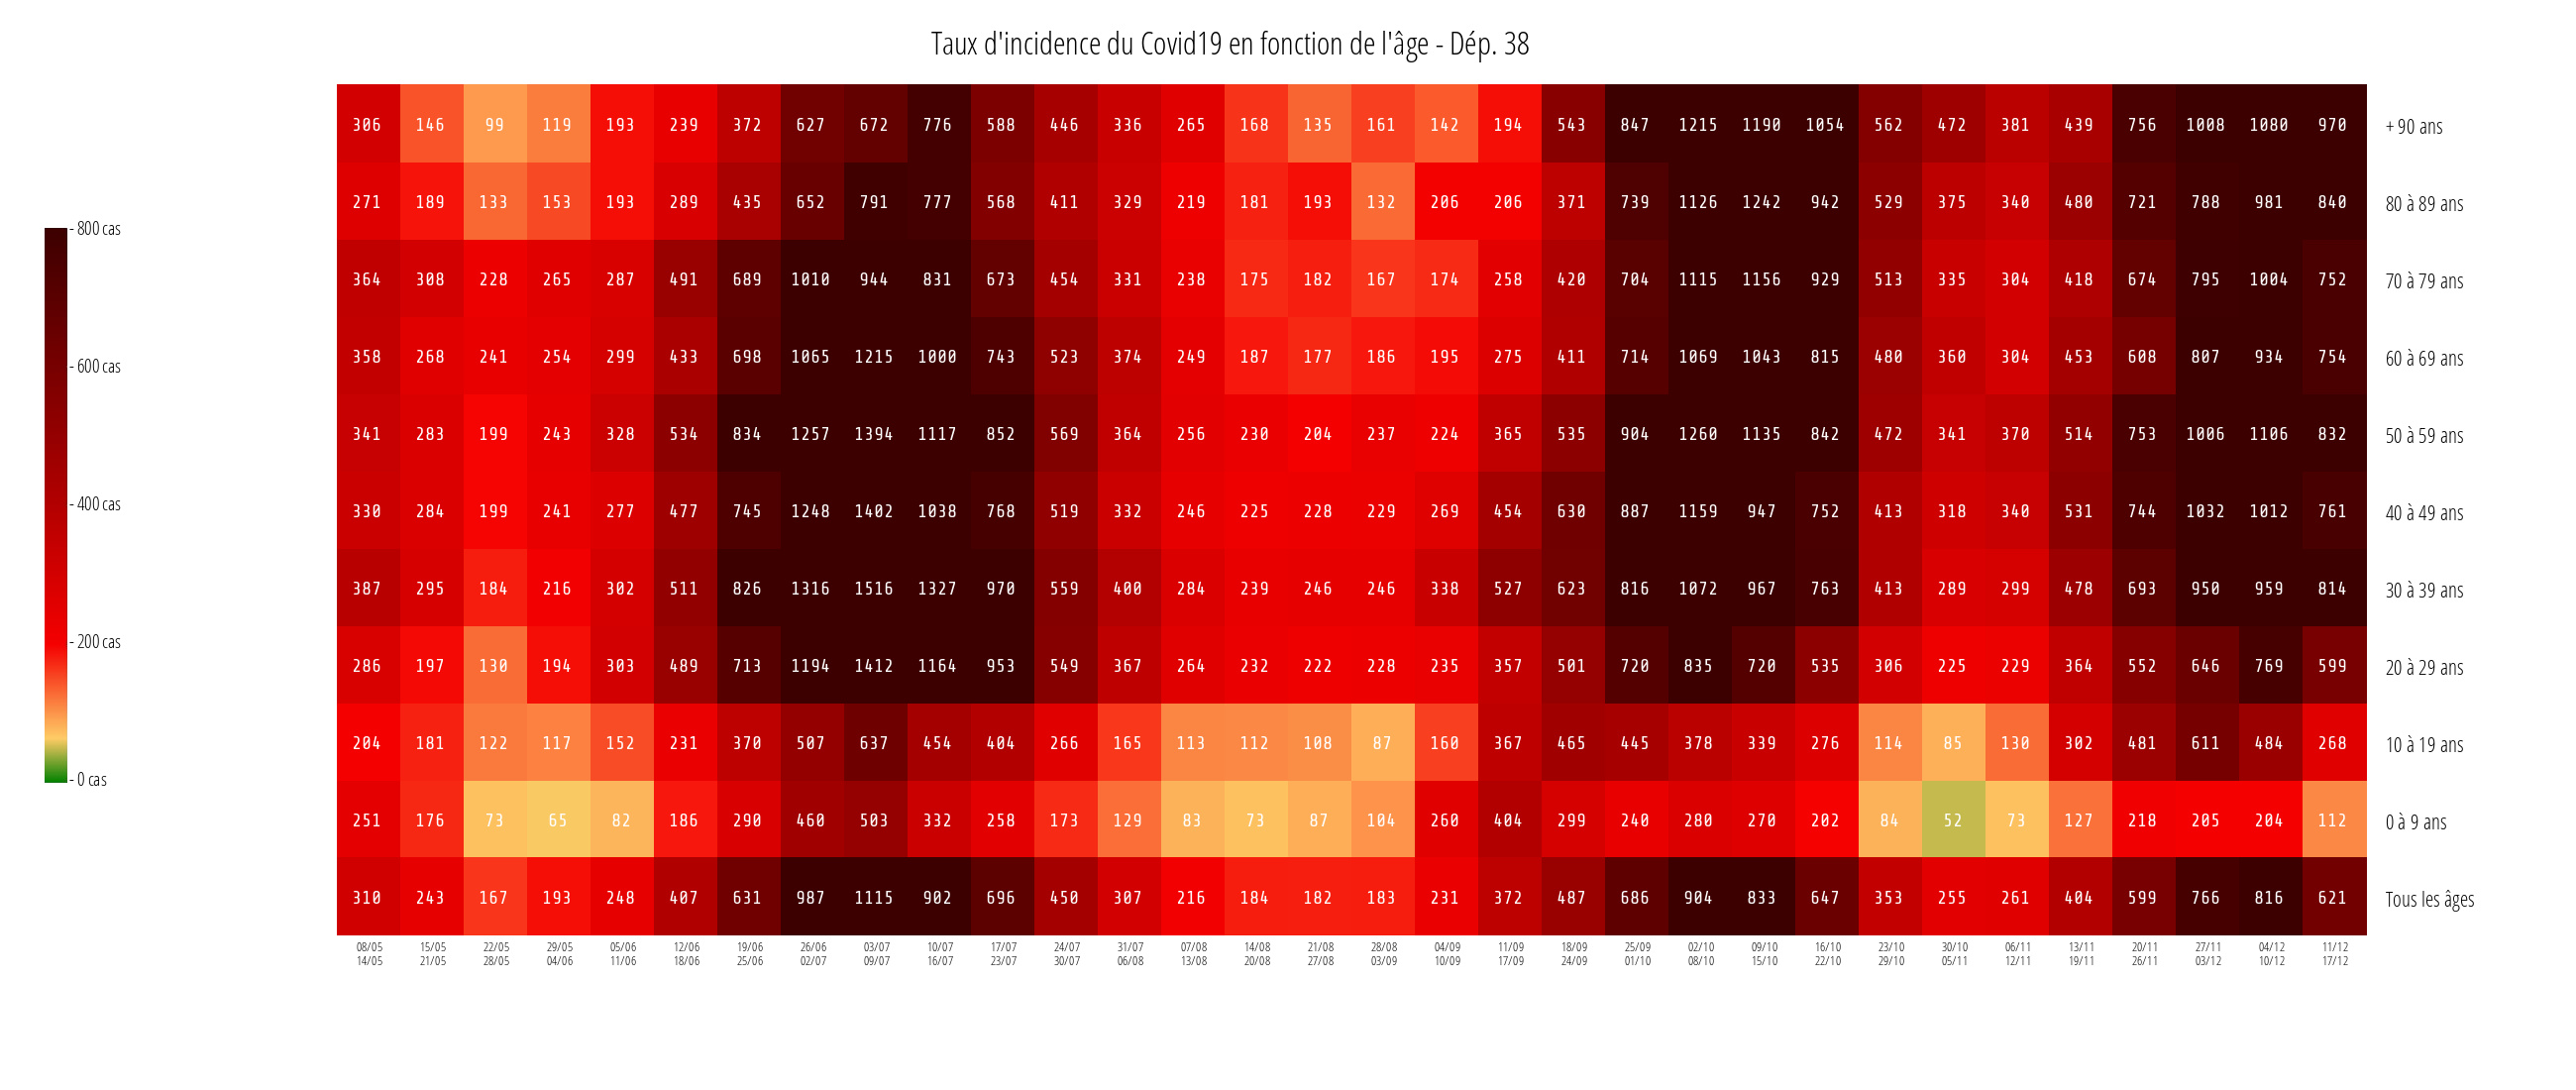 Taux d'incidence du Covid19 en fonction de l'âge - Dép. 38
- 800 cas
- 600 cas
- 400 cas
- 200 cas
- 0 cas
306 146 99 119 193 239 372 627 672 776 588 446 336 265 168 135 161 142 194 543 847 1215 1190 1054 562 472 381 439 756 1008 1080 970 + 90 ans
271 189 133 153 193 289 435 652 791 777 568 411 329 219 181 193 132 206 206 371 739 1126 1242 942 529 375 340 480 721 788 981 840 80 à 89 ans
364 308 228 265 287 491 689 1010 944 831 673 454 331 238 175 182 167 174 258 420 704 1115 1156 929 513 335 304 418 674 795 1004 752 70 à 79 ans
358 268 241 254 299 433 698 1065 1215 1000 743 523 374 249 187 177 186 195 275 411 714 1069 1043 815 480 360 304 453 608 807 934 754 60 à 69 ans
341 283 199 243 328 534 834 1257 1394 1117 852 569 364 256 230 204 237 224 365 535 904 1260 1135 842 472 341 370 514 753 1006 1106 832 50 à 59 ans
330 284 199 241 277 477 745 1248 1402 1038 768 519 332 246 225 228 229 269 454 630 887 1159 947 752 413 318 340 531 744 1032 1012 761 40 à 49 ans
387 295 184 216 302 511 826 1316 1516 1327 970 559 400 284 239 246 246 338 527 623 816 1072 967 763 413 289 299 478 693 950 959 814 30 à 39 ans
286 197 130 194 303 489 713 1194 1412 1164 953 549 367 264 232 222 228 235 357 501 720 835 720 535 306 225 229 364 552 646 769 599 20 à 29 ans
204 181 122 117 152 231 370 507 637 454 404 266 165 113 112 108 87 160 367 465 445 378 339 276 114 85 130 302 481 611 484 268 10 à 19 ans
251 176 73 65 82 186 290 460 503 332 258 173 129 83 73 87 104 260 404 299 240 280 270 202 84 52 73 127 218 205 204 112 0 à 9 ans
310 243 167 193 248 407 631 987 1115 902 696 450 307 216 184 182 183 231 372 487 686 904 833 647 353 255 261 404 599 766 816 621 Tous les âges
08/05 15/05 22/05 29/05 05/06 12/06 19/06 26/06 03/07 10/07 17/07 24/07 31/07 07/08 14/08 21/08 28/08 04/09 11/09 18/09 25/09 02/10 09/10 16/10 23/10 30/10 06/11 13/11 20/11 27/11 04/12 11/12
14/05 21/05 28/05 04/06 11/06 18/06 25/06 02/07 09/07 16/07 23/07 30/07 06/08 13/08 20/08 27/08 03/09 10/09 17/09 24/09 01/10 08/10 15/10 22/10 29/10 05/11 12/11 19/11 26/11 03/12 10/12 17/12